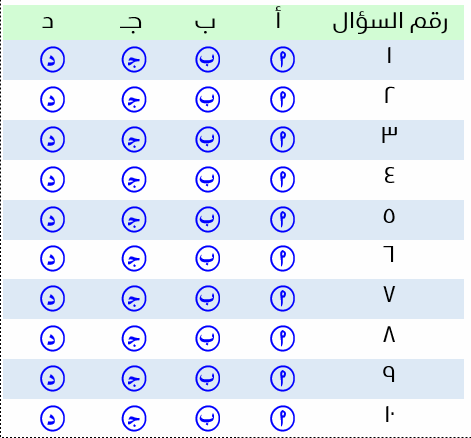 رقم السؤال أ ب جـ د
١ أ ب ج د
٢ أ ب ج د
٣ أ ب ج د
٤ أ ب ج د
٥ أ ب ج د
٦ أ ب ج د
٧ أ ب ج د
٨ أ ب ج د
٩ أ ب ج د
١٠ أ ب ج د